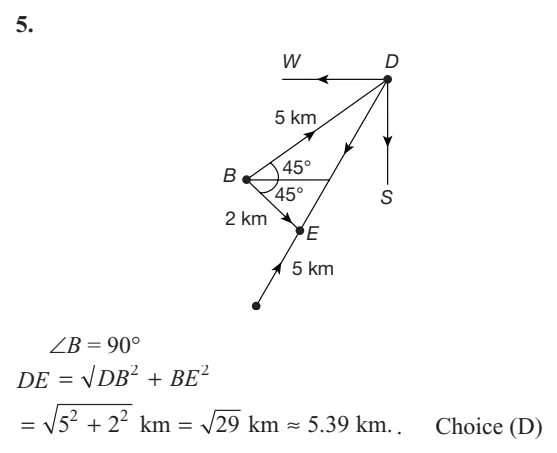 5.
W
D
5 km
B
45°
45°
S
2 km
E
5 km
∠B = 90°
DE = √DB² + BE²
= √5² + 2² km = √29 km ≈ 5.39 km. . Choice (D)